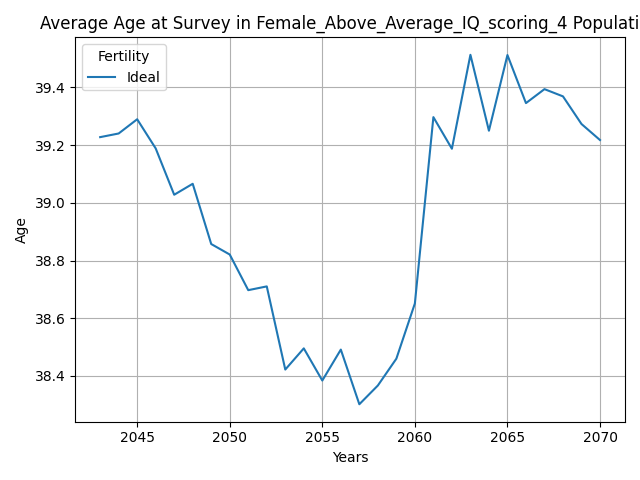 Average Age at Survey in Female_Above_Average_IQ_scoring_4 Populati
Fertility
Ideal
39.4
39.2
39.0
38.8
38.6
38.4
Age
2045 2050 2055 2060 2065 2070
Years